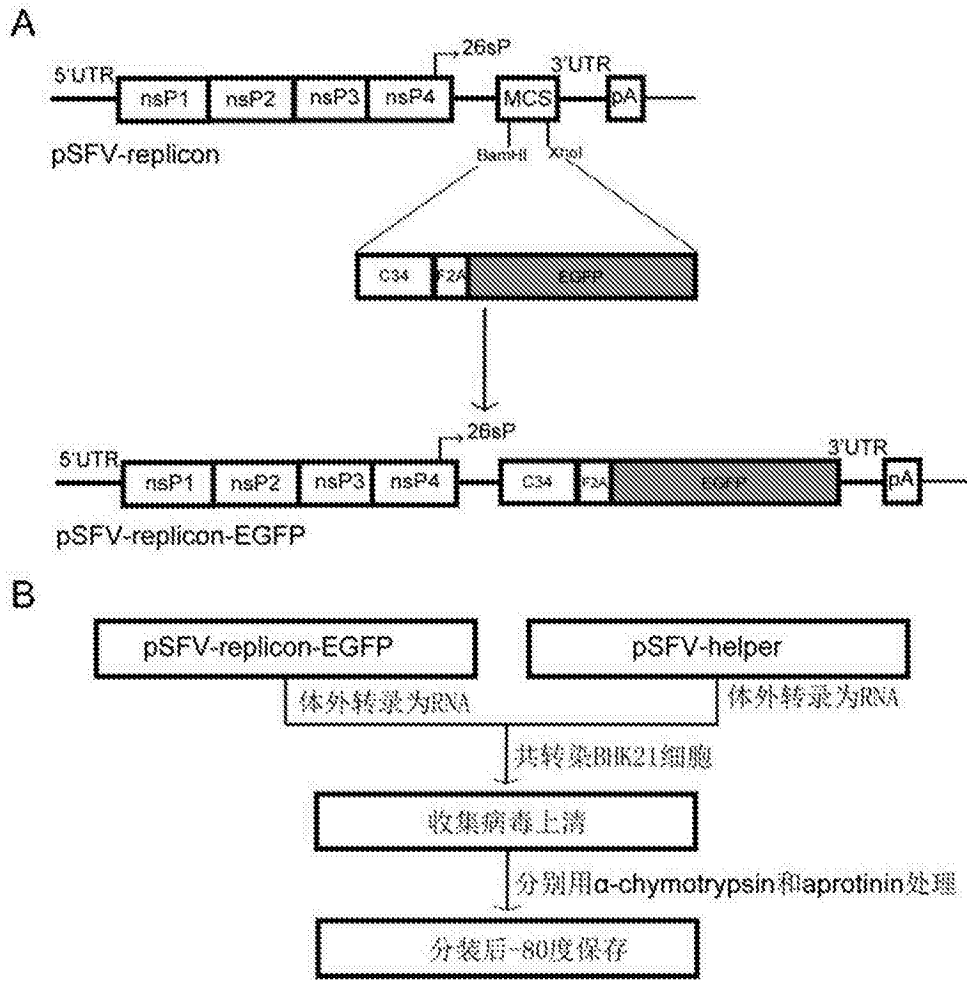 A
26sP
5'UTR nsP1 nsP2 nsP3 nsP4 MCS 3'UTR pA
pSFV-replicon
BamHI XhoI
C34 F2A EGFP
26sP
5'UTR nsP1 nsP2 nsP3 nsP4 C34 F2A EGFP 3'UTR pA
pSFV-replicon-EGFP
B
pSFV-replicon-EGFP pSFV-helper
体外转录为RNA 体外转录为RNA
共转染BHK21细胞
收集病毒上清
分别用α-chymotrypsin和aprotinin处理
分装后-80度保存